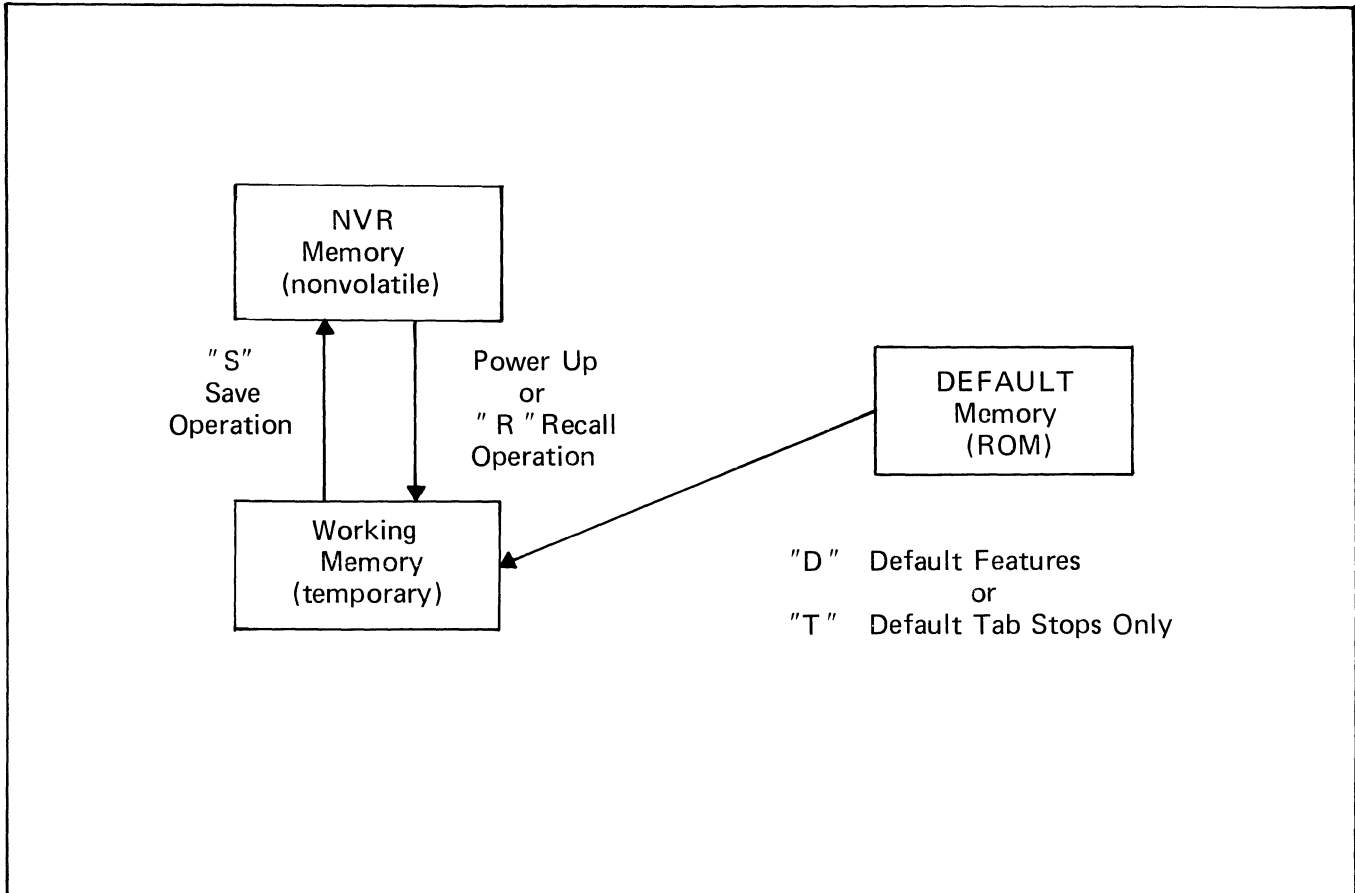 NVR
Memory
(nonvolatile)
"S"
Save
Operation
Power Up
or
"R" Recall
Operation
Working
Memory
(temporary)
DEFAULT
Memory
(ROM)
"D" Default Features
or
"T" Default Tab Stops Only